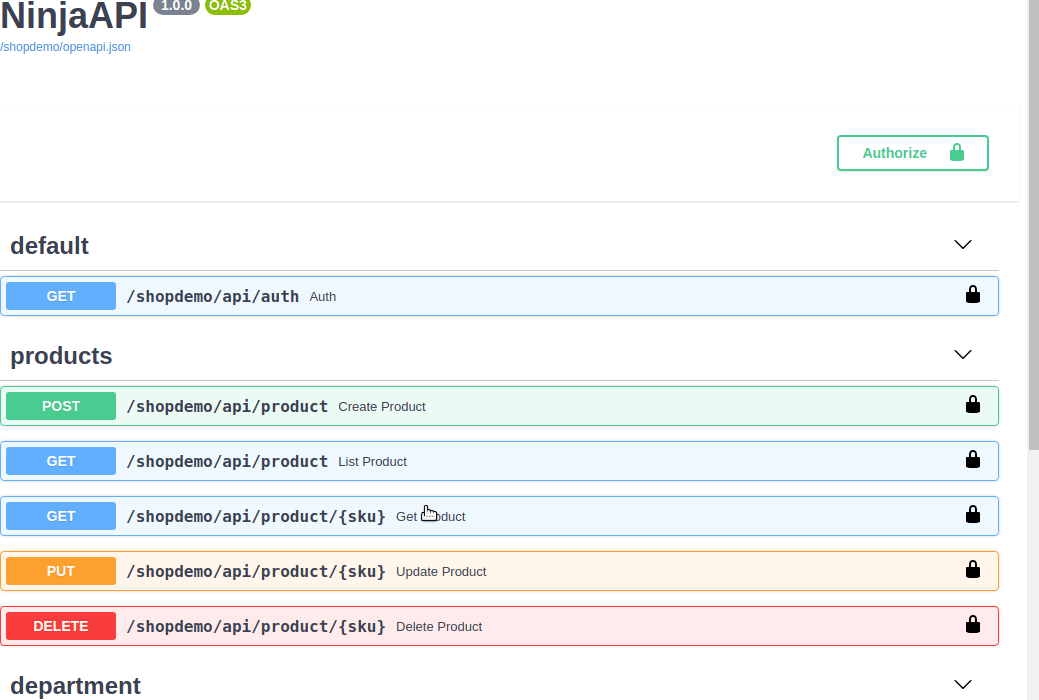 NinjaAPI 1.0.0 OAS3
/shopdemo/openapi.json
Authorize
default
GET /shopdemo/api/auth Auth
products
POST /shopdemo/api/product Create Product
GET /shopdemo/api/product List Product
GET /shopdemo/api/product/{sku} Get Product
PUT /shopdemo/api/product/{sku} Update Product
DELETE /shopdemo/api/product/{sku} Delete Product
department